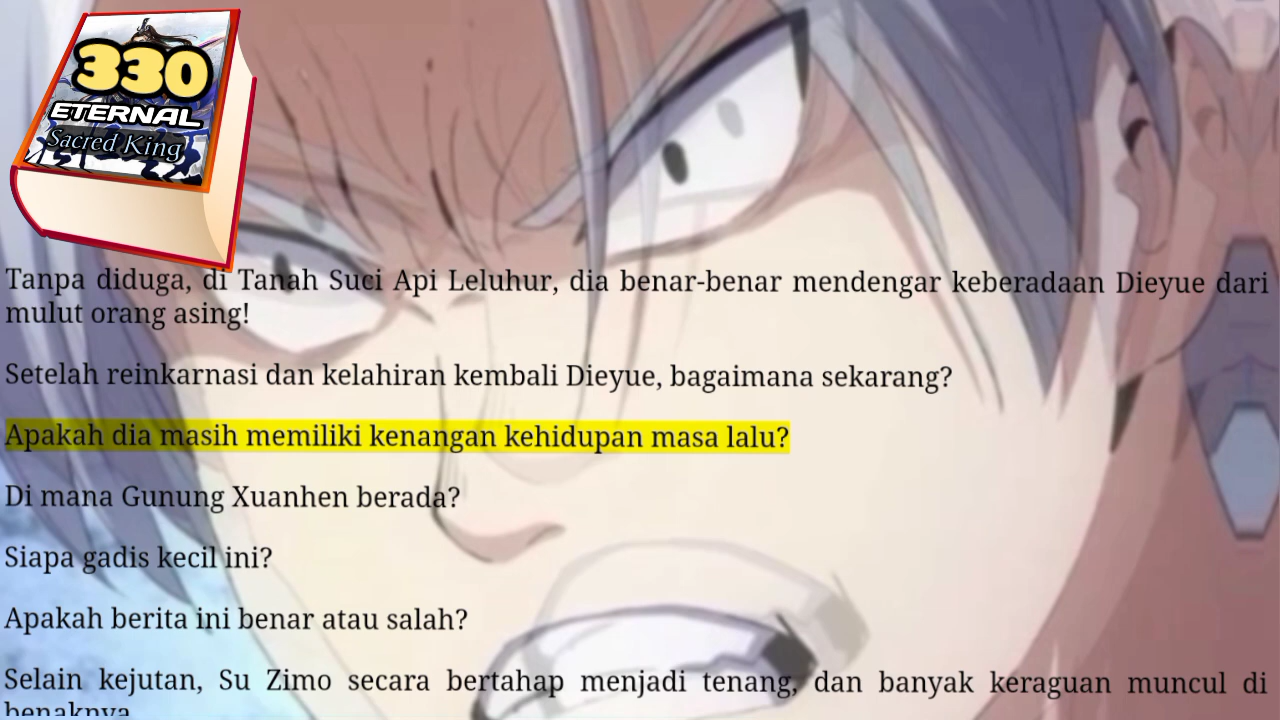 330
ETERNAL
Sacred King
Tanpa diduga, di Tanah Suci Api Leluhur, dia benar-benar mendengar keberadaan Dieyue dari
mulut orang asing!
Setelah reinkarnasi dan kelahiran kembali Dieyue, bagaimana sekarang?
Apakah dia masih memiliki kenangan kehidupan masa lalu?
Di mana Gunung Xuanhen berada?
Siapa gadis kecil ini?
Apakah berita ini benar atau salah?
Selain kejutan, Su Zimo secara bertahap menjadi tenang, dan banyak keraguan muncul di
benaknya